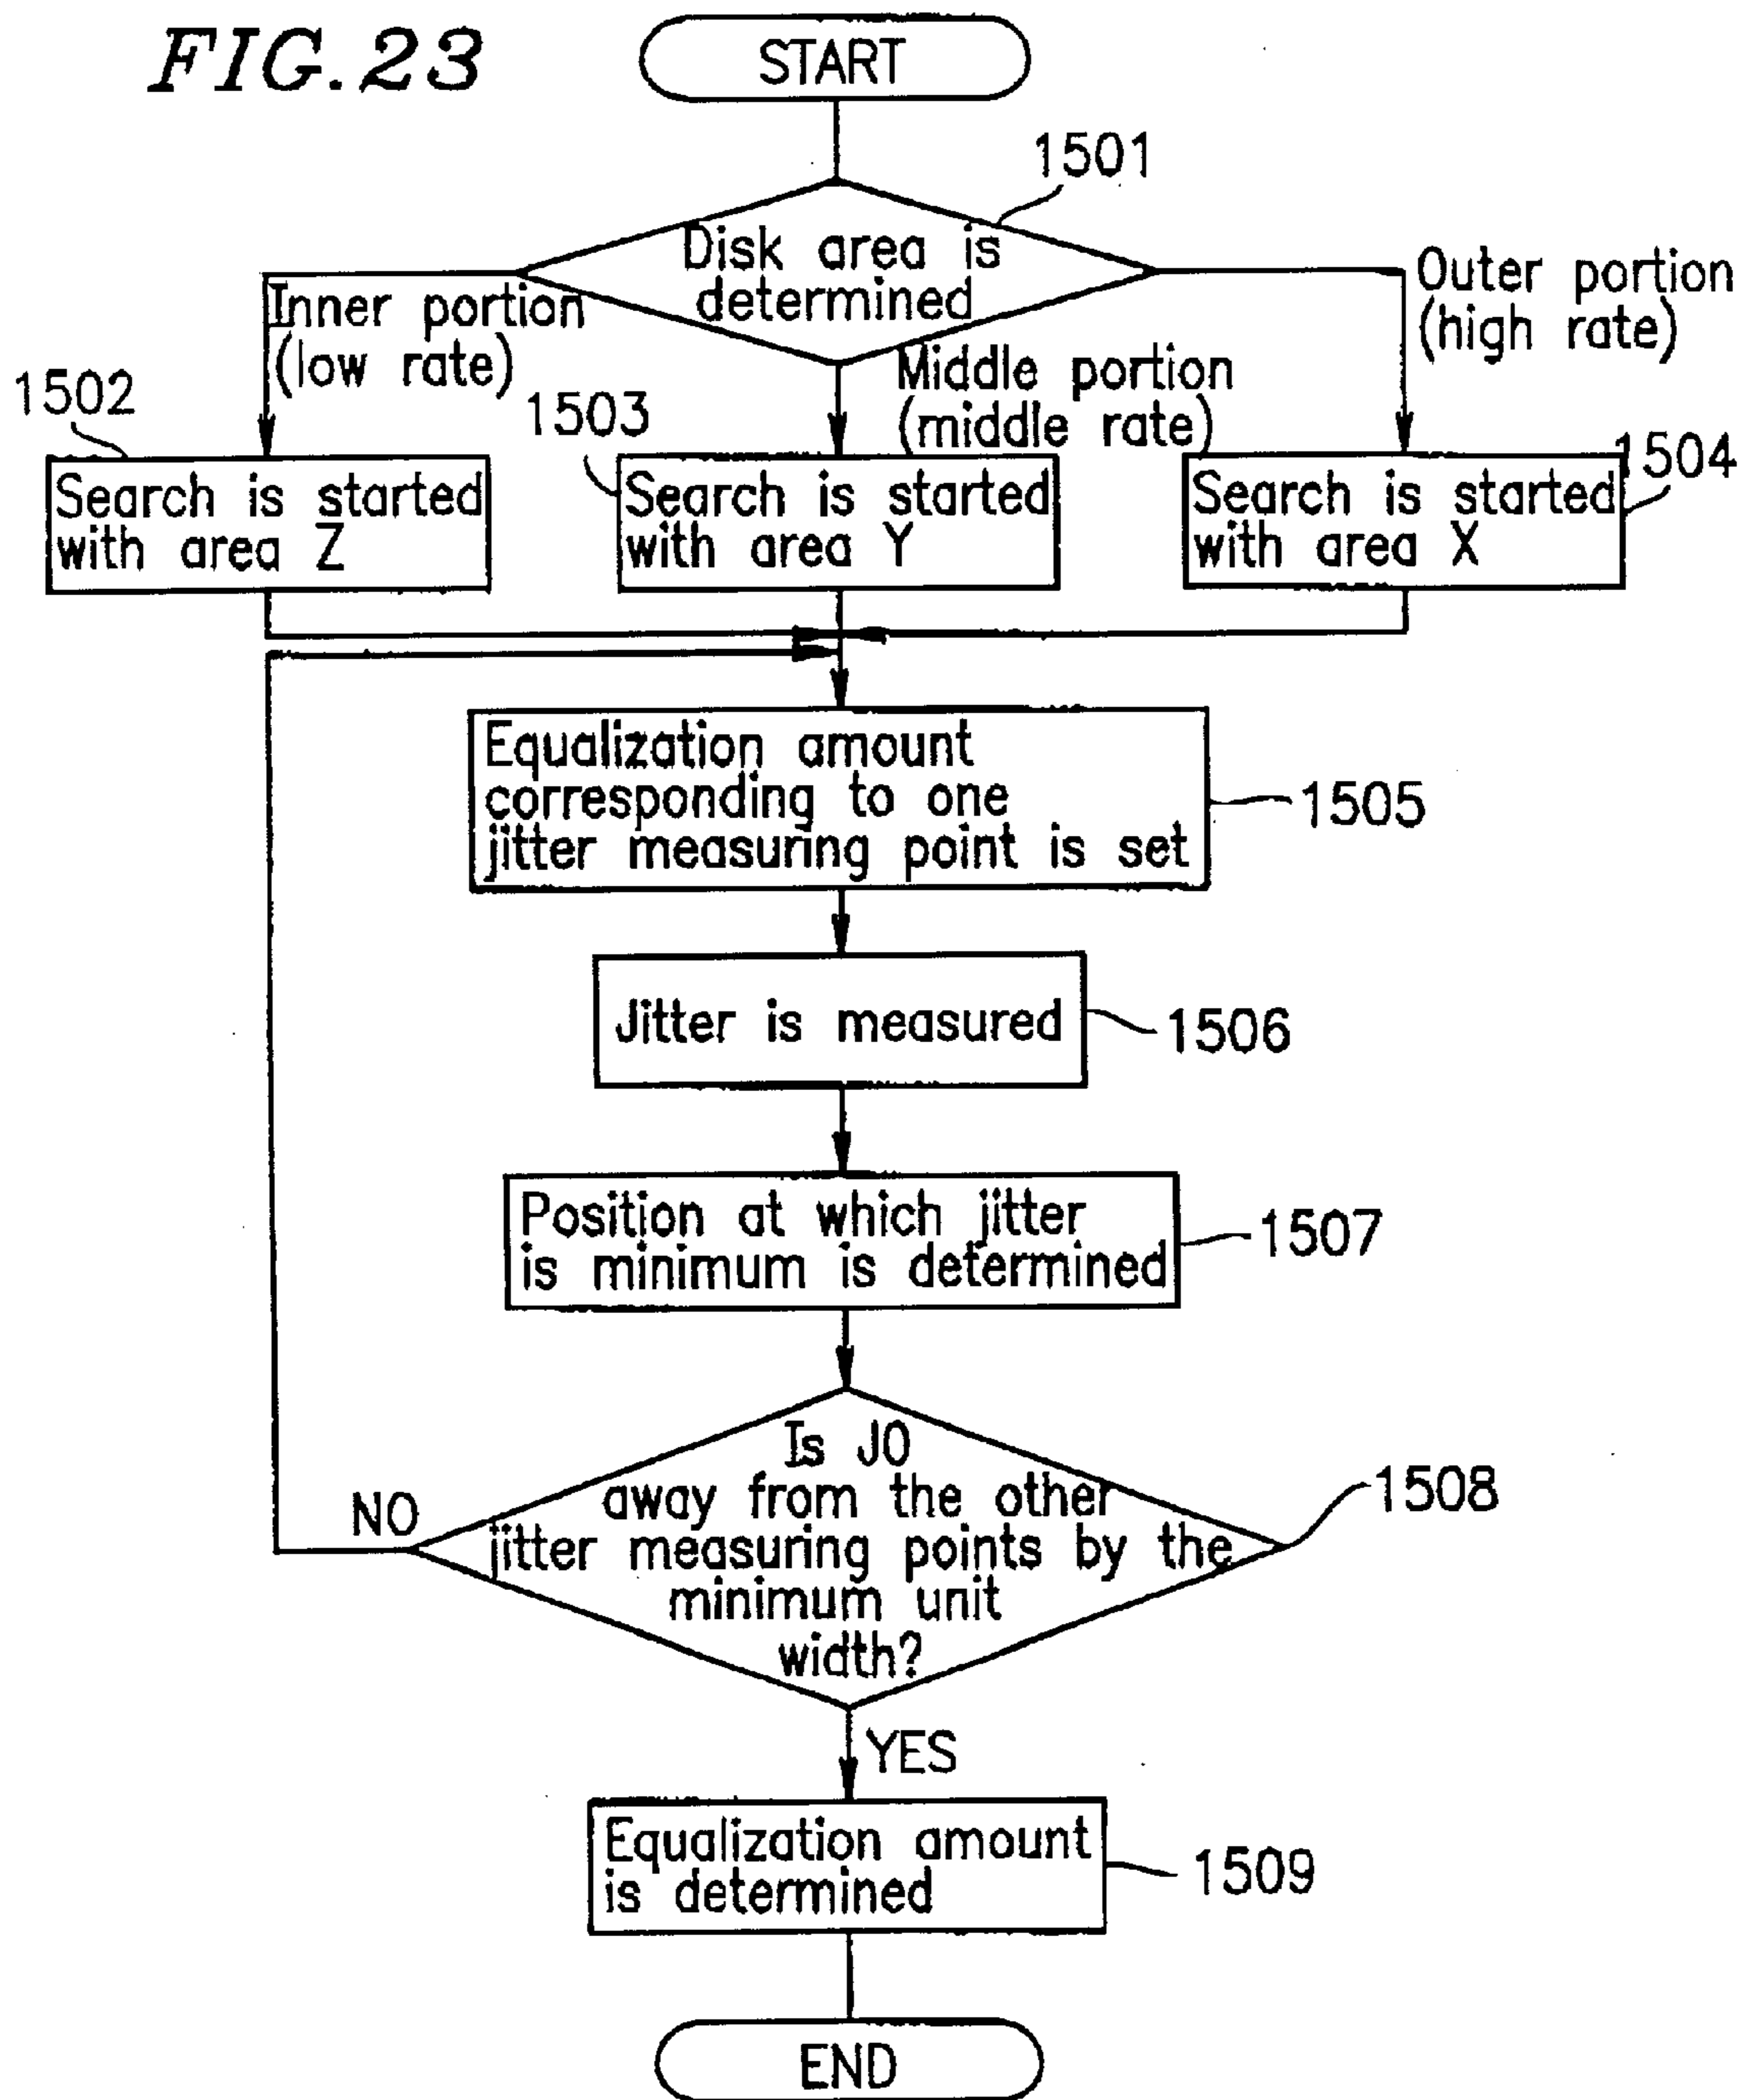 FIG.23
START
1501
Disk area is
determined
Inner portion
(low rate)
Middle portion
(middle rate)
Outer portion
(high rate)
1502
Search is started
with area Z
1503
Search is started
with area Y
1504
Search is started
with area X
Equalization amount
corresponding to one
jitter measuring point is set
1505
Jitter is measured
1506
Position at which jitter
is minimum is determined
1507
Is J0
away from the other
jitter measuring points by the
minimum unit
width?
1508
NO
YES
Equalization amount
is determined
1509
END